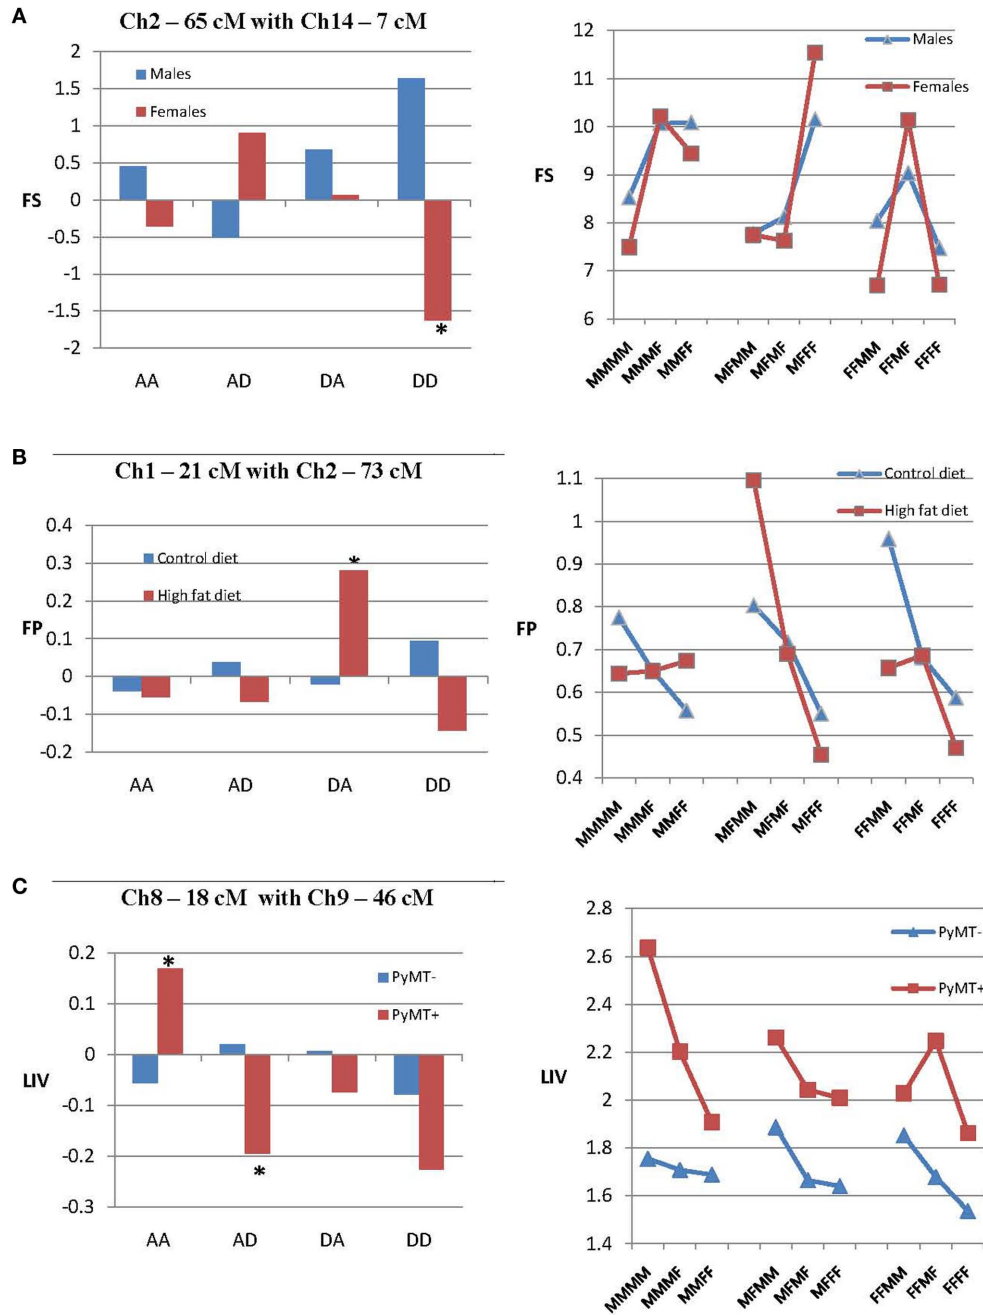 A
Ch2 – 65 cM with Ch14 – 7 cM
2
1.5
1
0.5
0
-0.5
-1
-1.5
-2
FS
Males
Females
*
AA AD DA DD
12
11
10
9
8
7
6
FS
Males
Females
MMMM MMMF MMFF MFMM MFMF MFFF FFMM FFMF FFFF
B
Ch1 – 21 cM with Ch2 – 73 cM
0.4
0.3
0.2
0.1
0
-0.1
-0.2
FP
Control diet
High fat diet
*
AA AD DA DD
1.1
1
0.9
0.8
0.7
0.6
0.5
0.4
FP
Control diet
High fat diet
MMMM MMMF MMFF MFMM MFMF MFFF FFMM FFMF FFFF
C
Ch8 – 18 cM with Ch9 – 46 cM
0.2
0.1
0
-0.1
-0.2
-0.3
LIV
PyMT-
PyMT+
*
*
AA AD DA DD
2.8
2.6
2.4
2.2
2
1.8
1.6
1.4
LIV
PyMT-
PyMT+
MMMM MMMF MMFF MFMM MFMF MFFF FFMM FFMF FFFF